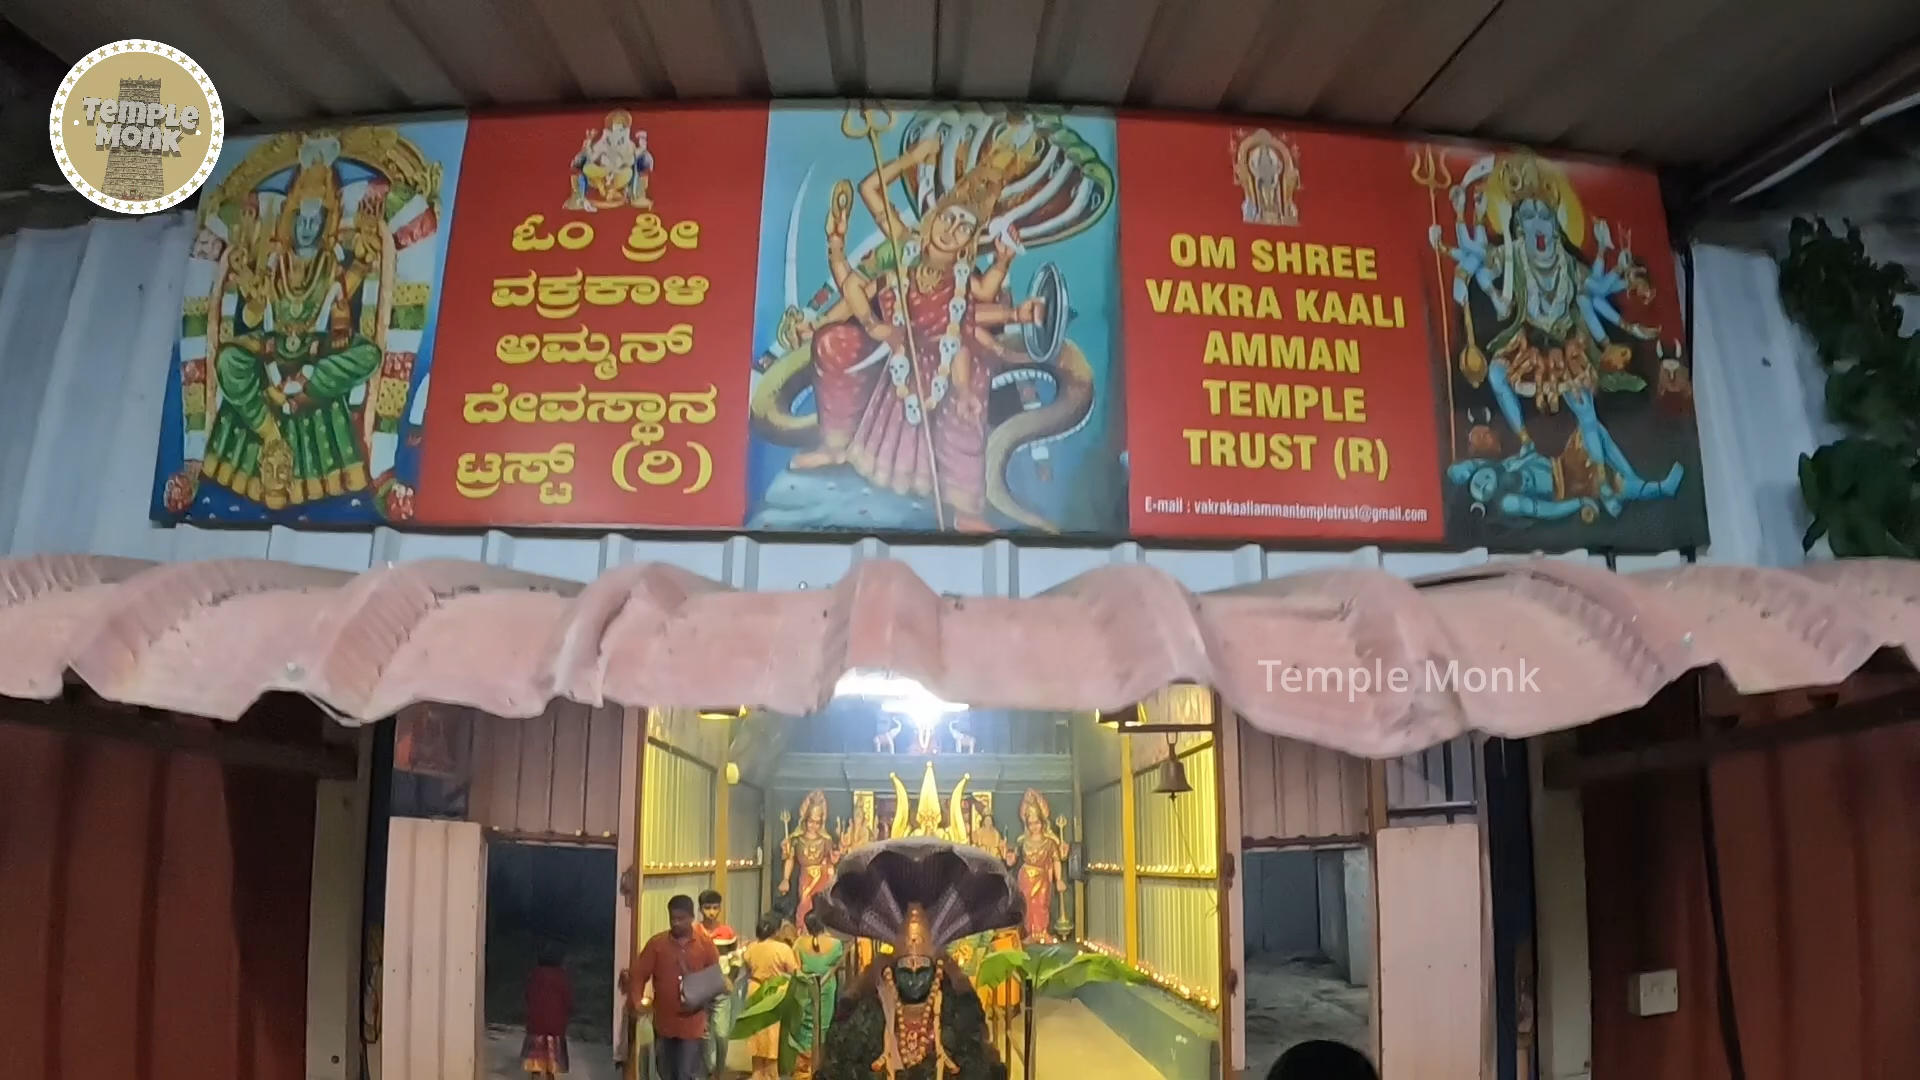 TEMPLE
MONK
ಓಂ ಶ್ರೀ
ವಕ್ರಕಾಳಿ
ಅಮ್ಮನ್
ದೇವಸ್ಥಾನ
ಟ್ರಸ್ಟ್ (ರಿ)
OM SHREE
VAKRA KAALI
AMMAN
TEMPLE
TRUST (R)
E-mail : vakrakaaliammantempletrust@gmail.com
Temple Monk